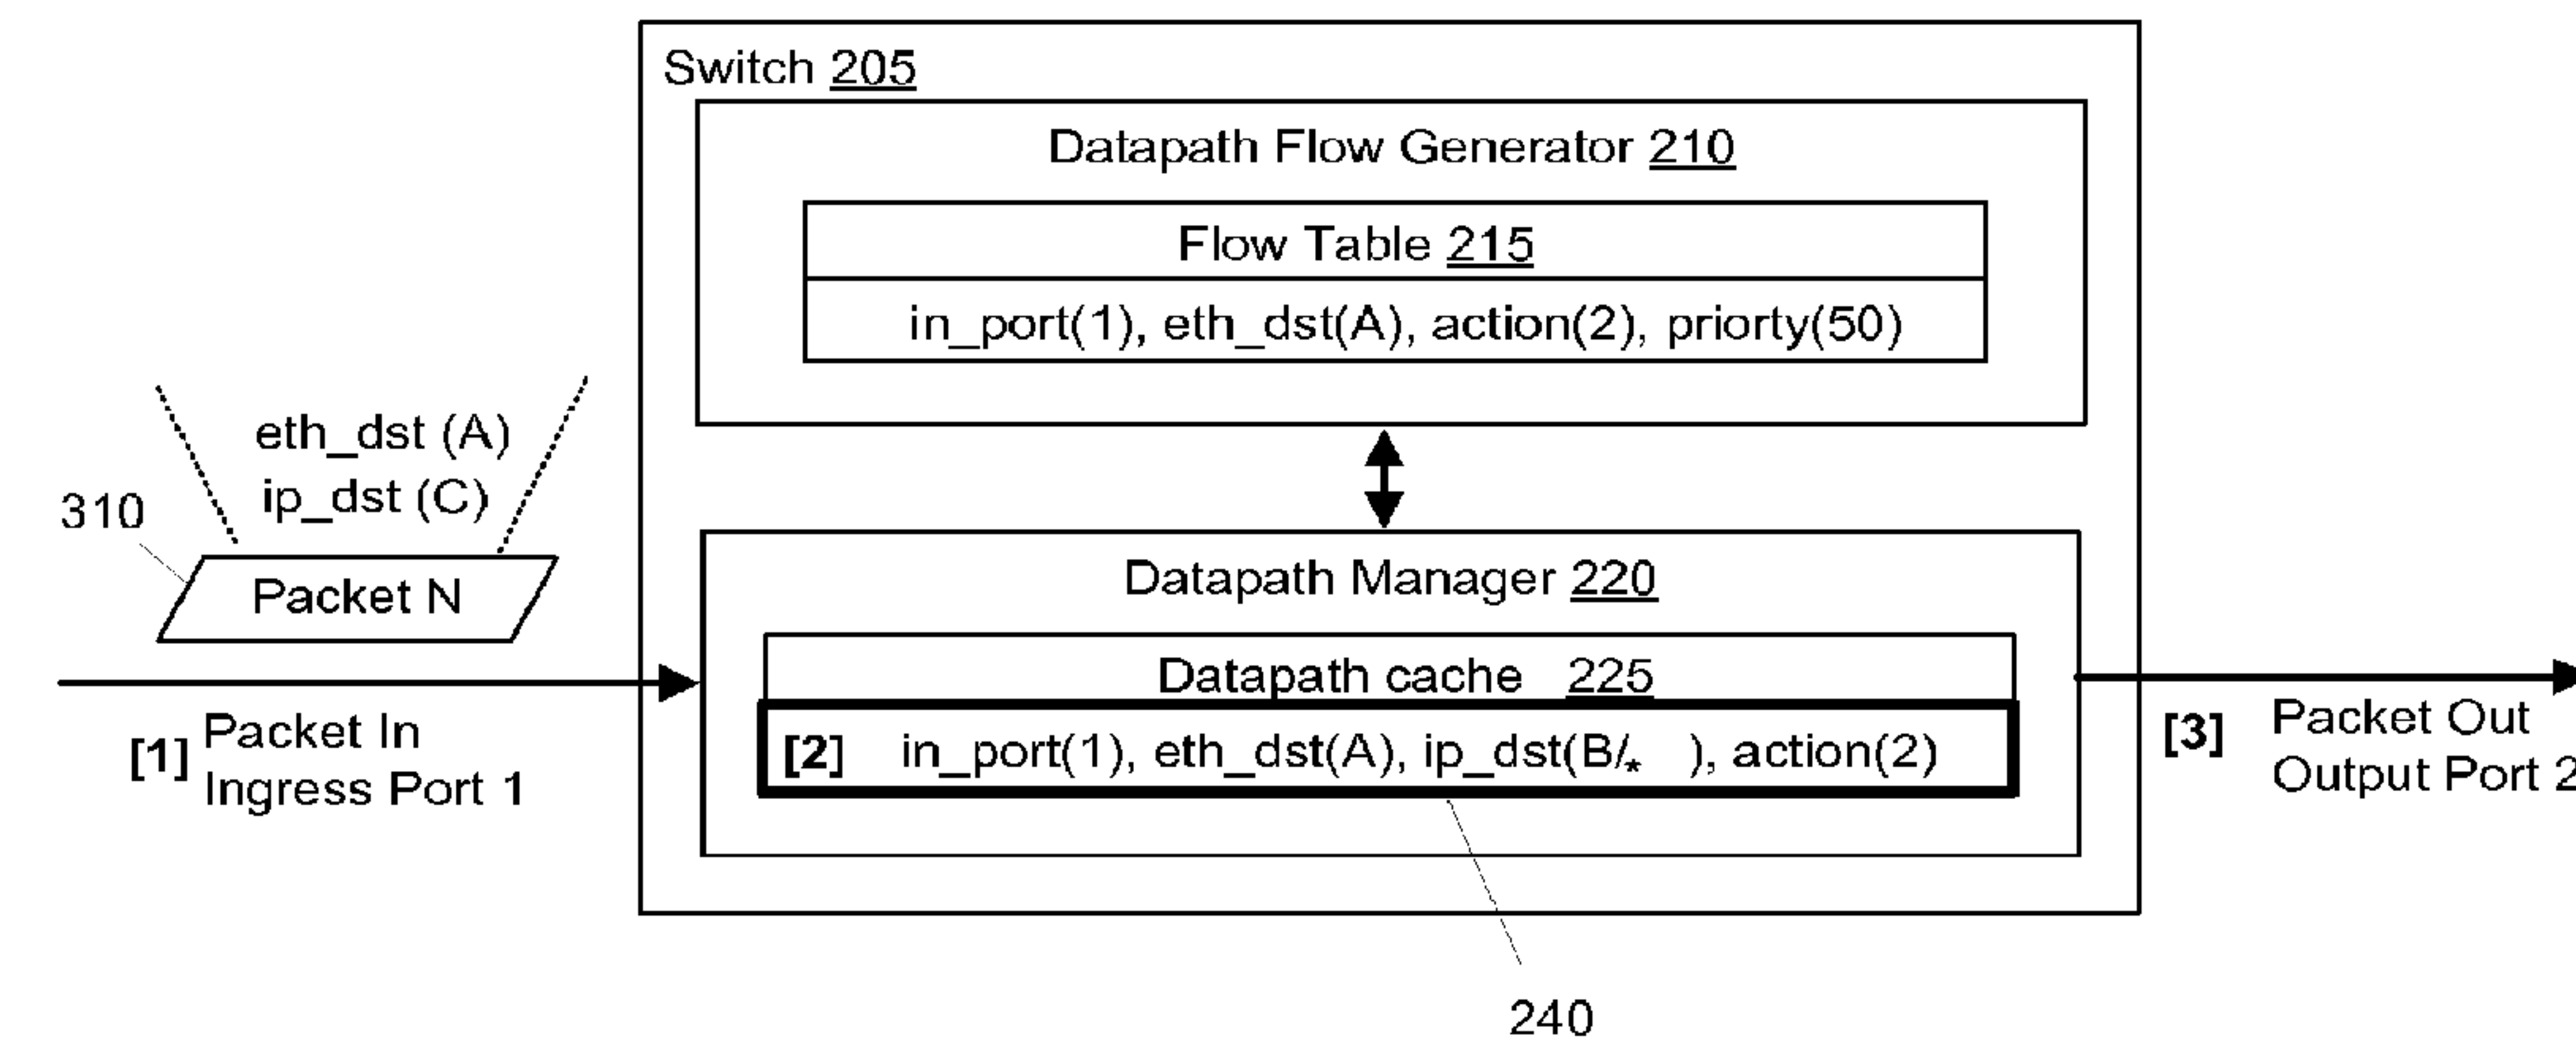 Switch 205
Datapath Flow Generator 210
Flow Table 215
in_port(1), eth_dst(A), action(2), priorty(50)
eth_dst (A)
ip_dst (C)
310
Packet N
Datapath Manager 220
Datapath cache 225
[2] in_port(1), eth_dst(A), ip_dst(B/* ), action(2)
[1] Packet In
Ingress Port 1
[3] Packet Out
Output Port 2
240